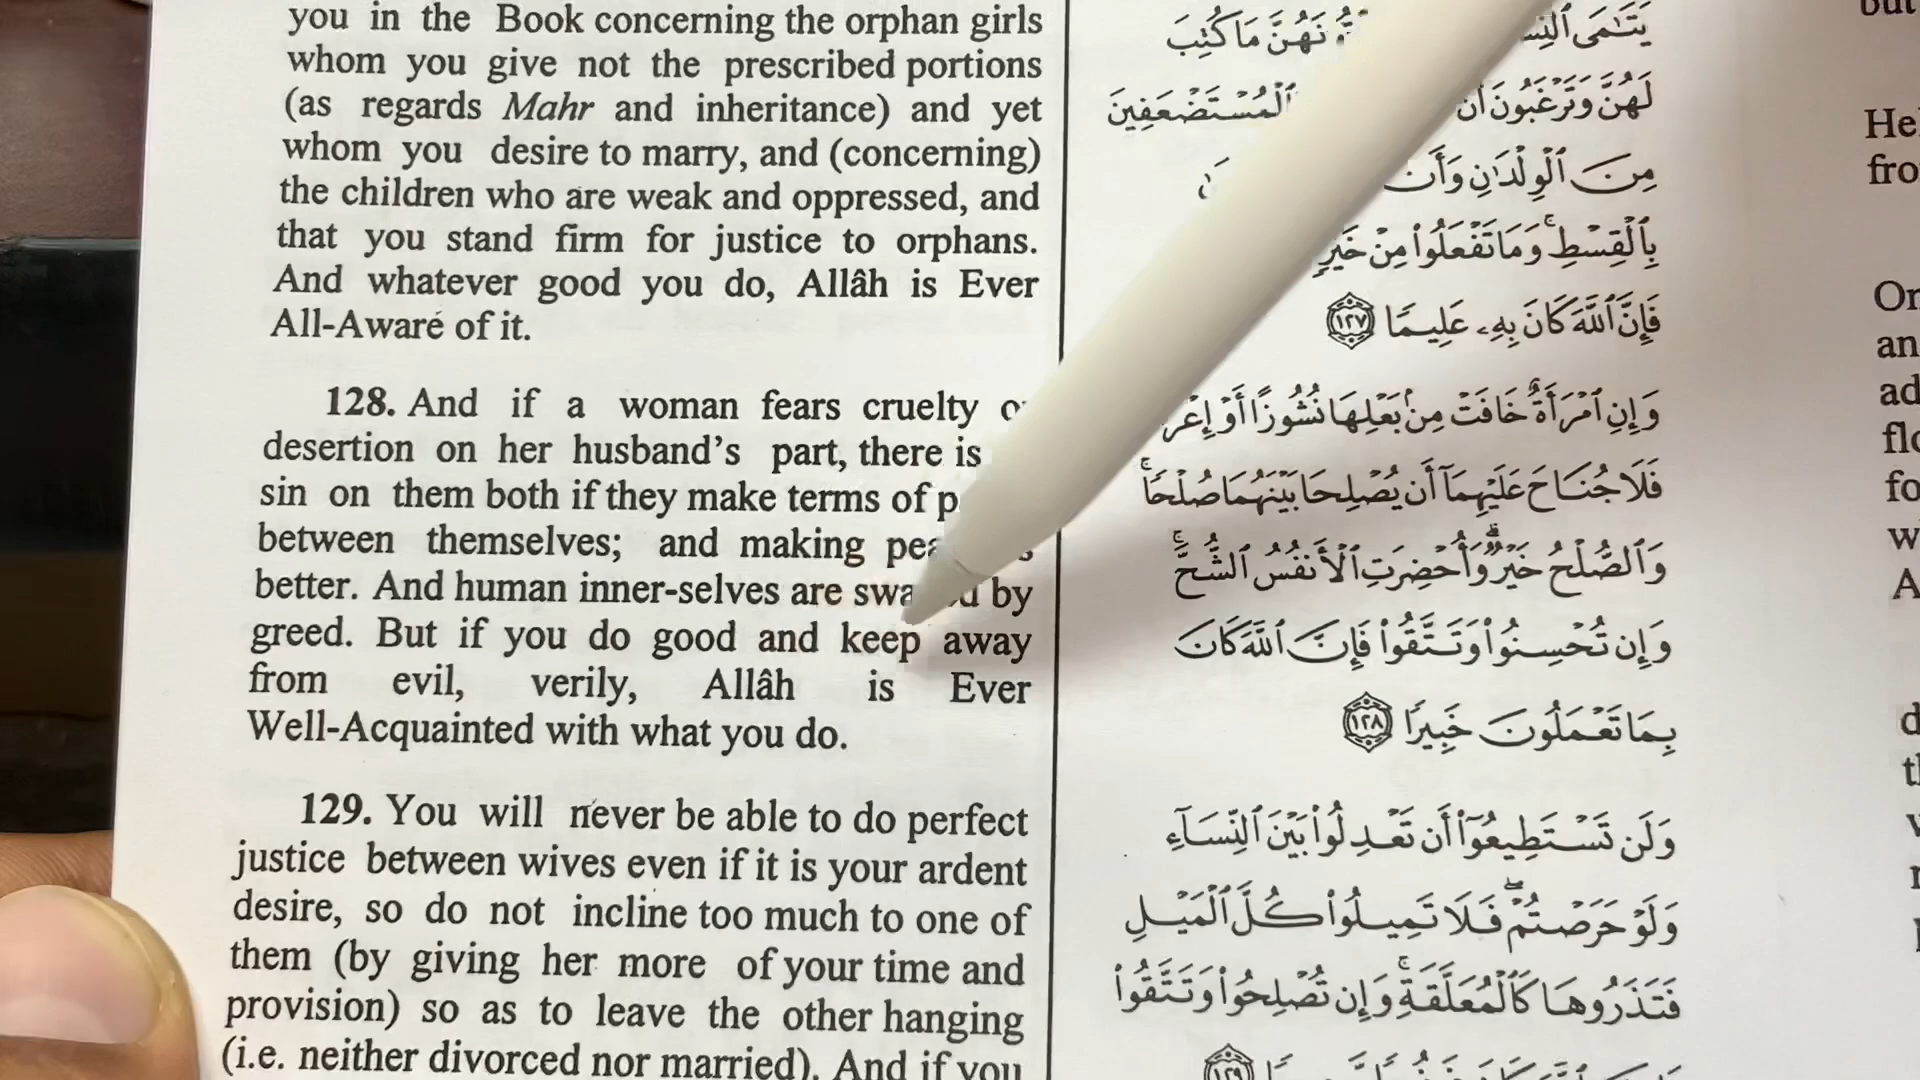 you in the Book concerning the orphan girls
whom you give not the prescribed portions
(as regards Mahr and inheritance) and yet
whom you desire to marry, and (concerning)
the children who are weak and oppressed, and
that you stand firm for justice to orphans.
And whatever good you do, Allâh is Ever
All-Aware of it.
128. And if a woman fears cruelty
desertion on her husband’s part, there is
sin on them both if they make terms of
between themselves; and making
better. And human inner-selves are by
greed. But if you do good and keep away
from evil, verily, Allâh is Ever
Well-Acquainted with what you do.
129. You will never be able to do perfect
justice between wives even if it is your ardent
desire, so do not incline too much to one of
them (by giving her more of your time and
provision) so as to leave the other hanging
(i.e. neither divorced nor married). And if you
يَتَٰمَى مَا كُتِبَ
لَهُنَّ وَتَرْغَبُونَ أَن ٱلْمُسْتَضْعَفِينَ
مِنَ ٱلْوِلْدَٰنِ وَأَن
بِٱلْقِسْطِ ۚ وَمَا تَفْعَلُوا۟ مِنْ خَيْرٍ
فَإِنَّ ٱللَّهَ كَانَ بِهِۦ عَلِيمًا ١٢٧
وَإِنِ ٱمْرَأَةٌ خَافَتْ مِنۢ بَعْلِهَا نُشُوزًا أَوْ
فَلَا جُنَاحَ عَلَيْهِمَآ أَن يُصْلِحَا بَيْنَهُمَا صُلْحًا ۚ
وَٱلصُّلْحُ خَيْرٌ ۗ وَأُحْضِرَتِ ٱلْأَنفُسُ ٱلشُّحَّ ۚ
وَإِن تُحْسِنُوا۟ وَتَتَّقُوا۟ فَإِنَّ ٱللَّهَ كَانَ
بِمَا تَعْمَلُونَ خَبِيرًا ١٢٨
وَلَن تَسْتَطِيعُوٓا۟ أَن تَعْدِلُوا۟ بَيْنَ ٱلنِّسَآءِ
وَلَوْ حَرَصْتُمْ ۖ فَلَا تَمِيلُوا۟ كُلَّ ٱلْمَيْلِ
فَتَذَرُوهَا كَٱلْمُعَلَّقَةِ ۚ وَإِن تُصْلِحُوا۟ وَتَتَّقُوا۟
١٢٩